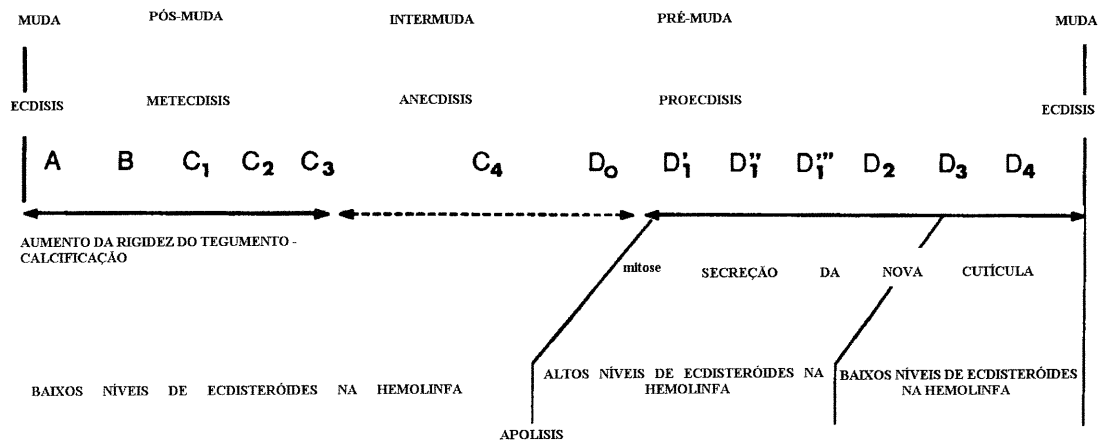 MUDA PÓS-MUDA INTERMUDA PRÉ-MUDA MUDA
ECDISIS METECDISIS ANECDISIS PROECDISIS ECDISIS
A B C₁ C₂ C₃ C₄ D₀ D₁' D₁'' D₁''' D₂ D₃ D₄
AUMENTO DA RIGIDEZ DO TEGUMENTO -
CALCIFICAÇÃO
mitose SECREÇÃO DA NOVA CUTÍCULA
BAIXOS NÍVEIS DE ECDISTERÓIDES NA HEMOLINFA
ALTOS NÍVEIS DE ECDISTERÓIDES NA
HEMOLINFA
BAIXOS NÍVEIS DE ECDISTERÓIDES
NA HEMOLINFA
APOLISIS